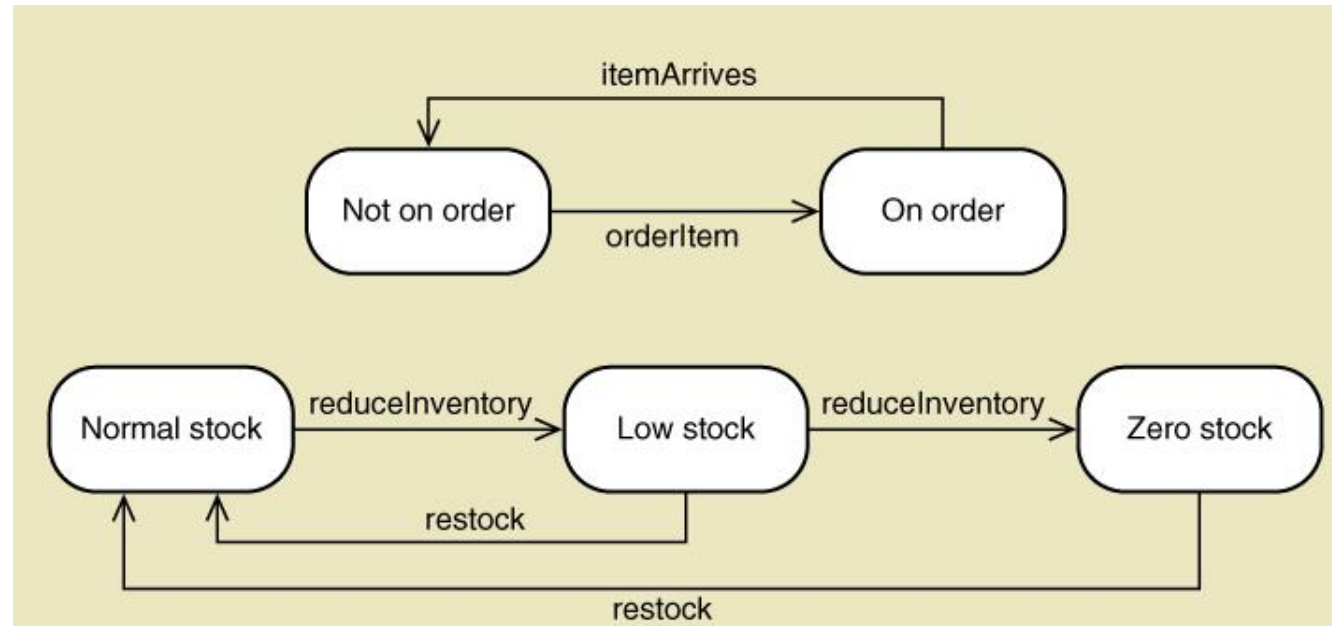 itemArrives
Not on order
On order
orderItem
Normal stock
reduceInventory
Low stock
reduceInventory
Zero stock
restock
restock